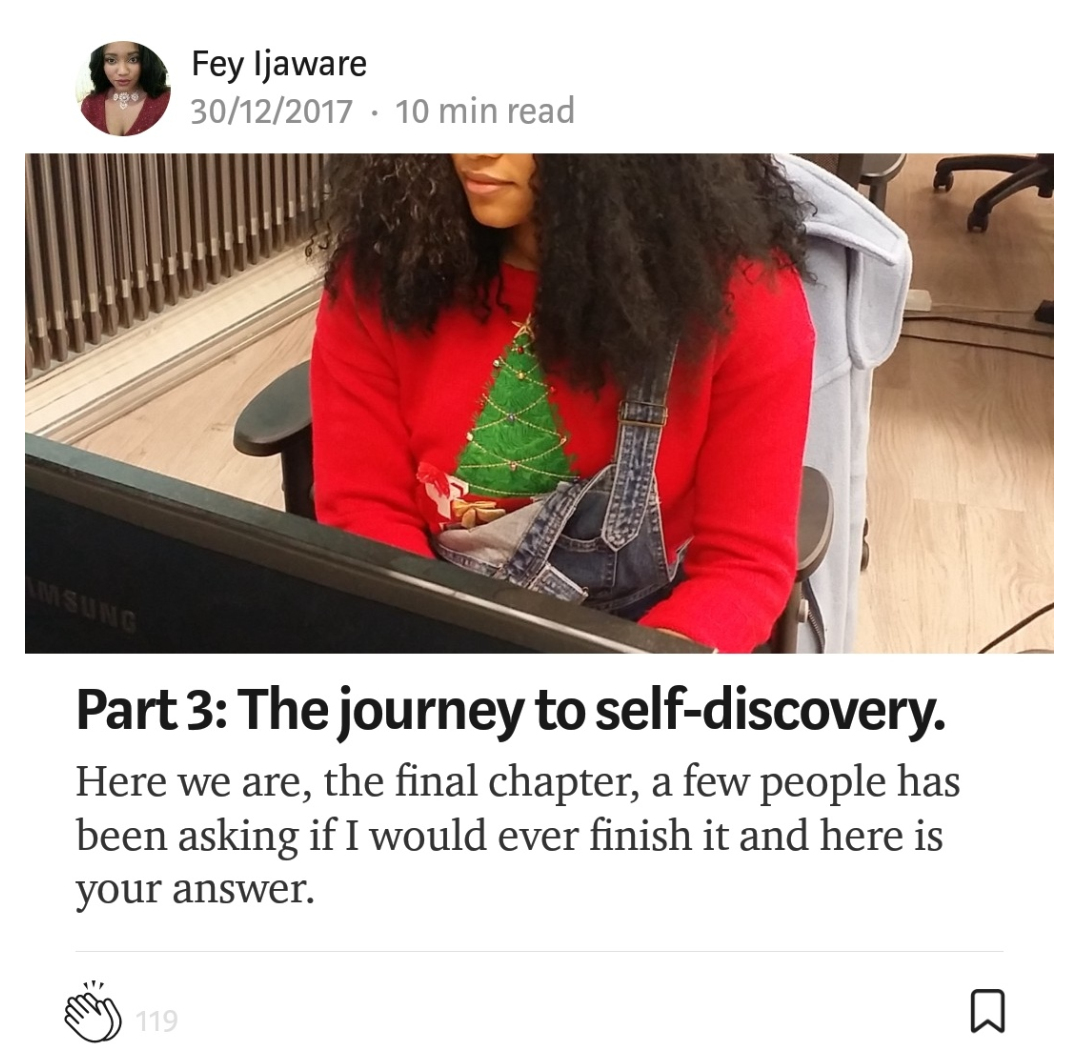 Fey Ijaware
30/12/2017 · 10 min read
AMSUNG
Part 3: The journey to self-discovery.
Here we are, the final chapter, a few people has
been asking if I would ever finish it and here is
your answer.
119